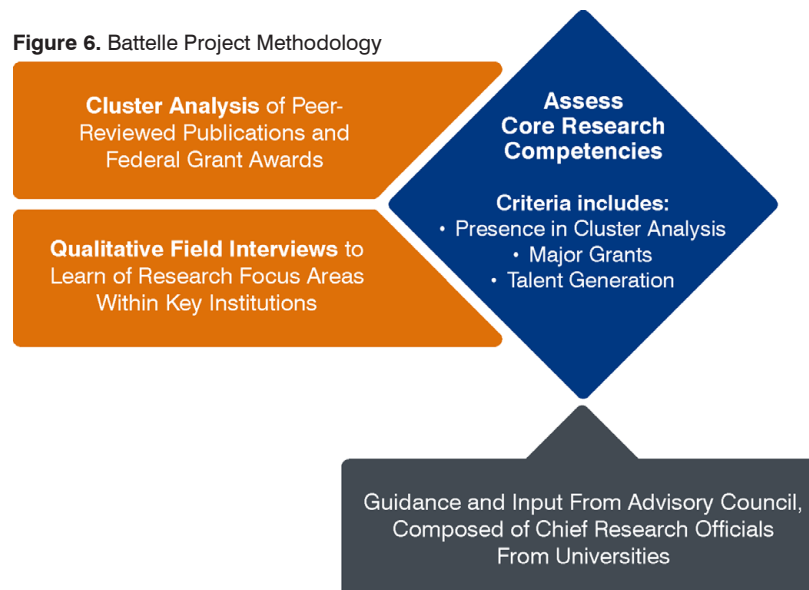 Figure 6. Battelle Project Methodology
Cluster Analysis of Peer-
Reviewed Publications and
Federal Grant Awards
Qualitative Field Interviews to
Learn of Research Focus Areas
Within Key Institutions
Assess
Core Research
Competencies
Criteria includes:
• Presence in Cluster Analysis
• Major Grants
• Talent Generation
Guidance and Input From Advisory Council,
Composed of Chief Research Officials
From Universities